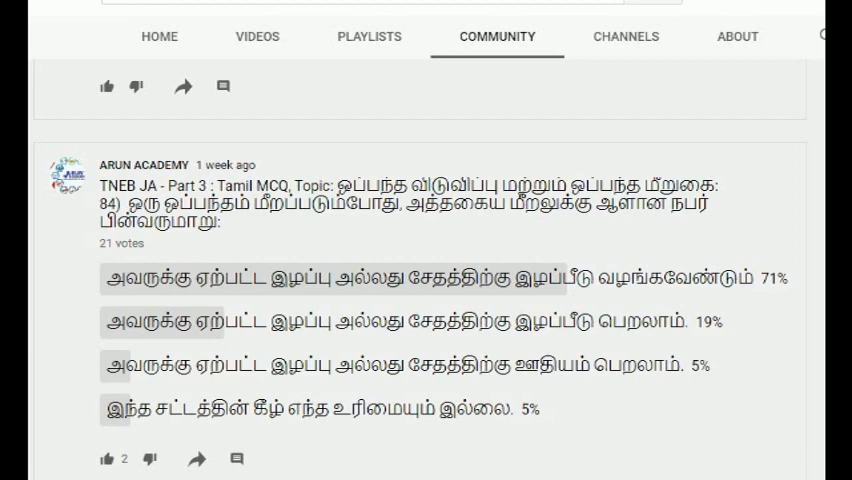 HOME VIDEOS PLAYLISTS COMMUNITY CHANNELS ABOUT
ARUN ACADEMY 1 week ago
TNEB JA - Part 3 : Tamil MCQ, Topic: ஒப்பந்த விடுவிப்பு மற்றும் ஒப்பந்த மீறுகை:
84) ஒரு ஒப்பந்தம் மீறப்படும்போது, அத்தகைய மீறலுக்கு ஆளான நபர்
பின்வருமாறு:
21 votes
அவருக்கு ஏற்பட்ட இழப்பு அல்லது சேதத்திற்கு இழப்பீடு வழங்கவேண்டும் 71%
அவருக்கு ஏற்பட்ட இழப்பு அல்லது சேதத்திற்கு இழப்பீடு பெறலாம். 19%
அவருக்கு ஏற்பட்ட இழப்பு அல்லது சேதத்திற்கு ஊதியம் பெறலாம். 5%
இந்த சட்டத்தின் கீழ் எந்த உரிமையும் இல்லை. 5%
2